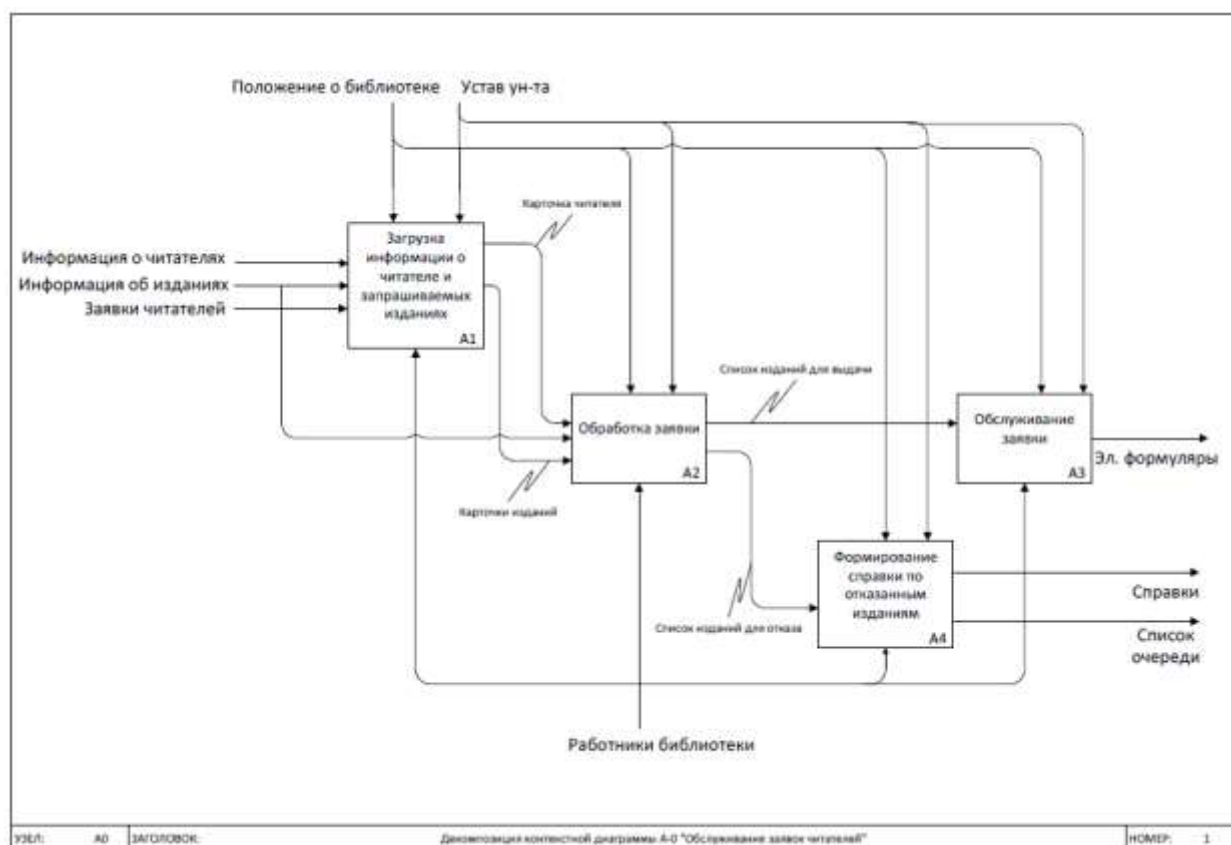 Положение о библиотеке
Устав ун-та
Карточка читателя
Загрузка
информации о
читателе и
запрашиваемых
изданиях
A1
Информация о читателях
Информация об изданиях
Заявки читателей
Список изданий для выдачи
Обработка заявки
A2
Обслуживание
заявки
A3
Эл. формуляры
Карточки изданий
Формирование
справки по
отказанным
изданиям
A4
Справки
Список изданий для отказа
Список
очереди
Работники библиотеки
УЗЕЛ: A0 ЗАГОЛОВОК: Декомпозиция контекстной диаграммы A-0 "Обслуживание заявок читателей" НОМЕР: 1